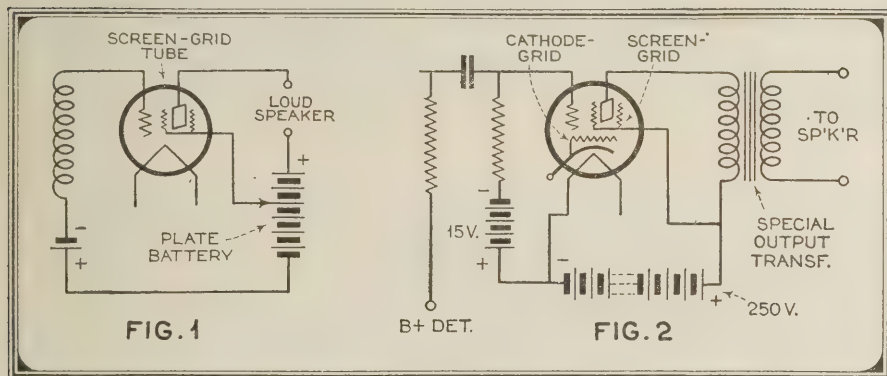 SCREEN-GRID
TUBE
LOUD
SPEAKER
+
PLATE
BATTERY
-
+
FIG.1
CATHODE-
GRID
SCREEN-
GRID
TO
SP'K'R
-
15V.
+
-
SPECIAL
OUTPUT
TRANSF.
+
250V.
B+ DET.
FIG.2